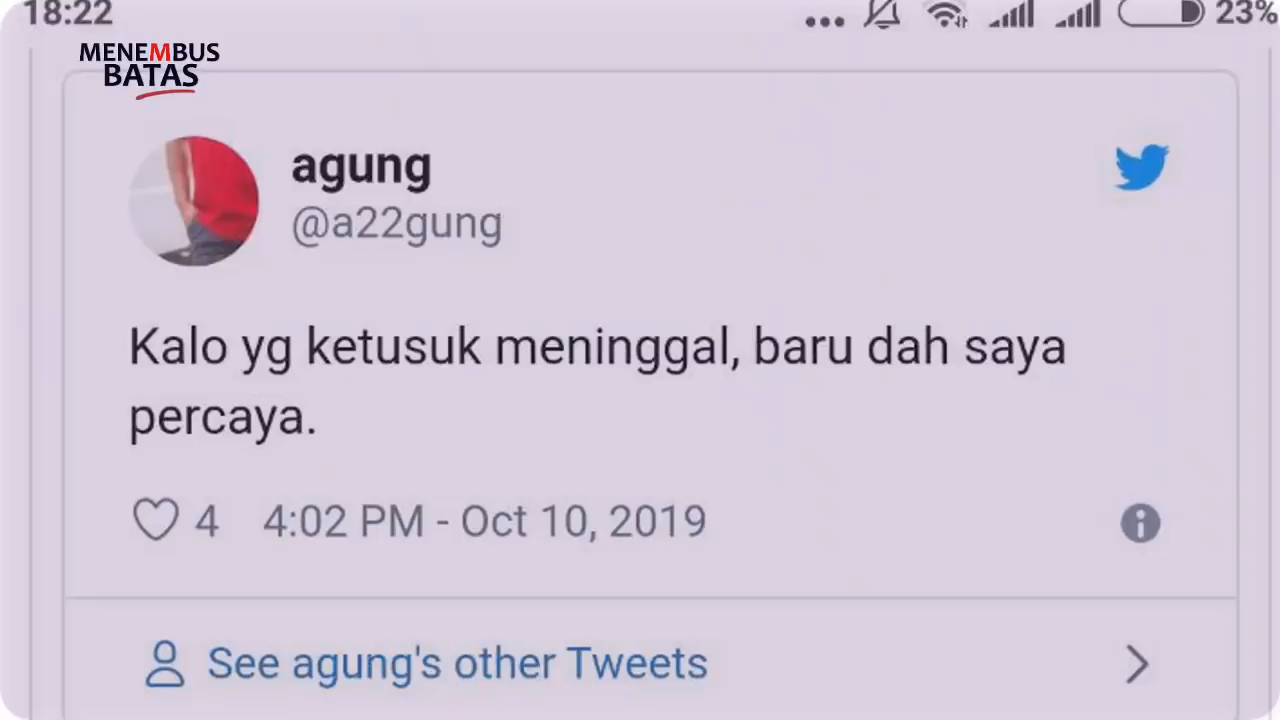 18:22
23%
MENEMBUS
BATAS
agung
@a22gung
Kalo yg ketusuk meninggal, baru dah saya
percaya.
4 4:02 PM - Oct 10, 2019
See agung's other Tweets